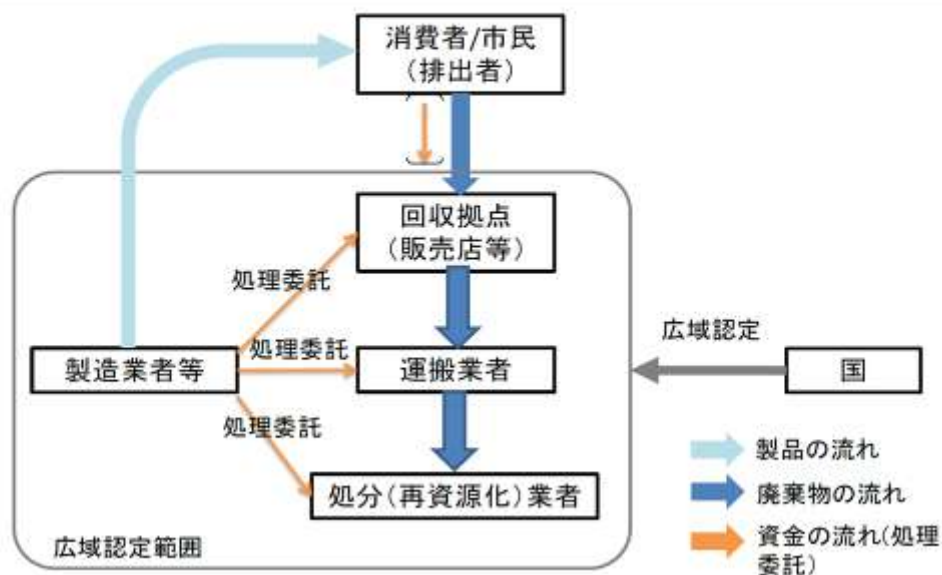 消費者/市民
(排出者)
回収拠点
(販売店等)
処理委託
広域認定
製造業者等
処理委託
運搬業者
国
処理委託
処分(再資源化)業者
広域認定範囲
製品の流れ
廃棄物の流れ
資金の流れ(処理
委託)